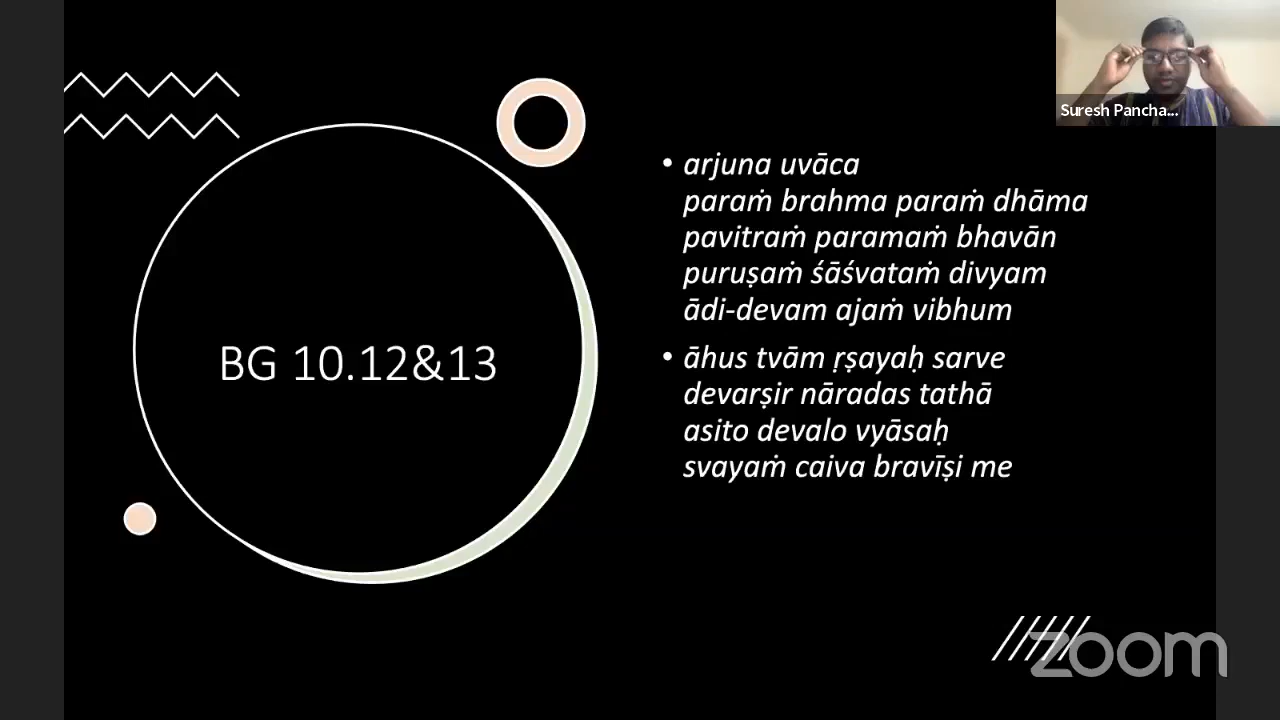 Suresh Pancha...
BG 10.12&13
• arjuna uvāca
paraṁ brahma paraṁ dhāma
pavitraṁ paramaṁ bhavān
puruṣaṁ śāśvataṁ divyam
ādi-devam ajaṁ vibhum
• āhus tvām ṛṣayaḥ sarve
devarṣir nāradas tathā
asito devalo vyāsaḥ
svayaṁ caiva bravīṣi me
zoom